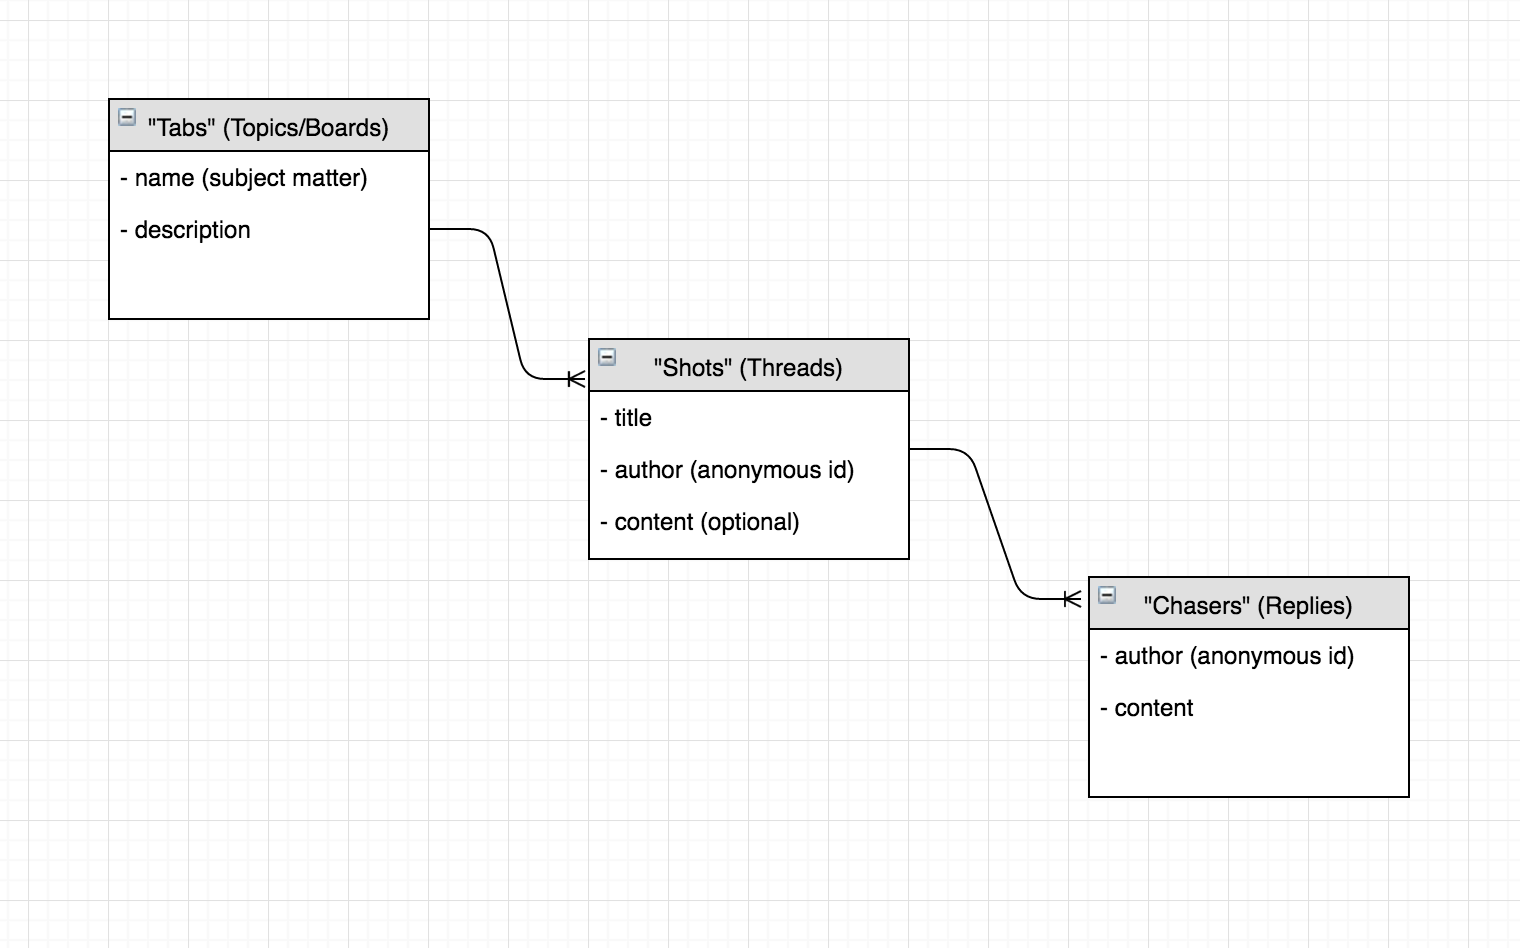 "Tabs" (Topics/Boards)
- name (subject matter)
- description
"Shots" (Threads)
- title
- author (anonymous id)
- content (optional)
"Chasers" (Replies)
- author (anonymous id)
- content